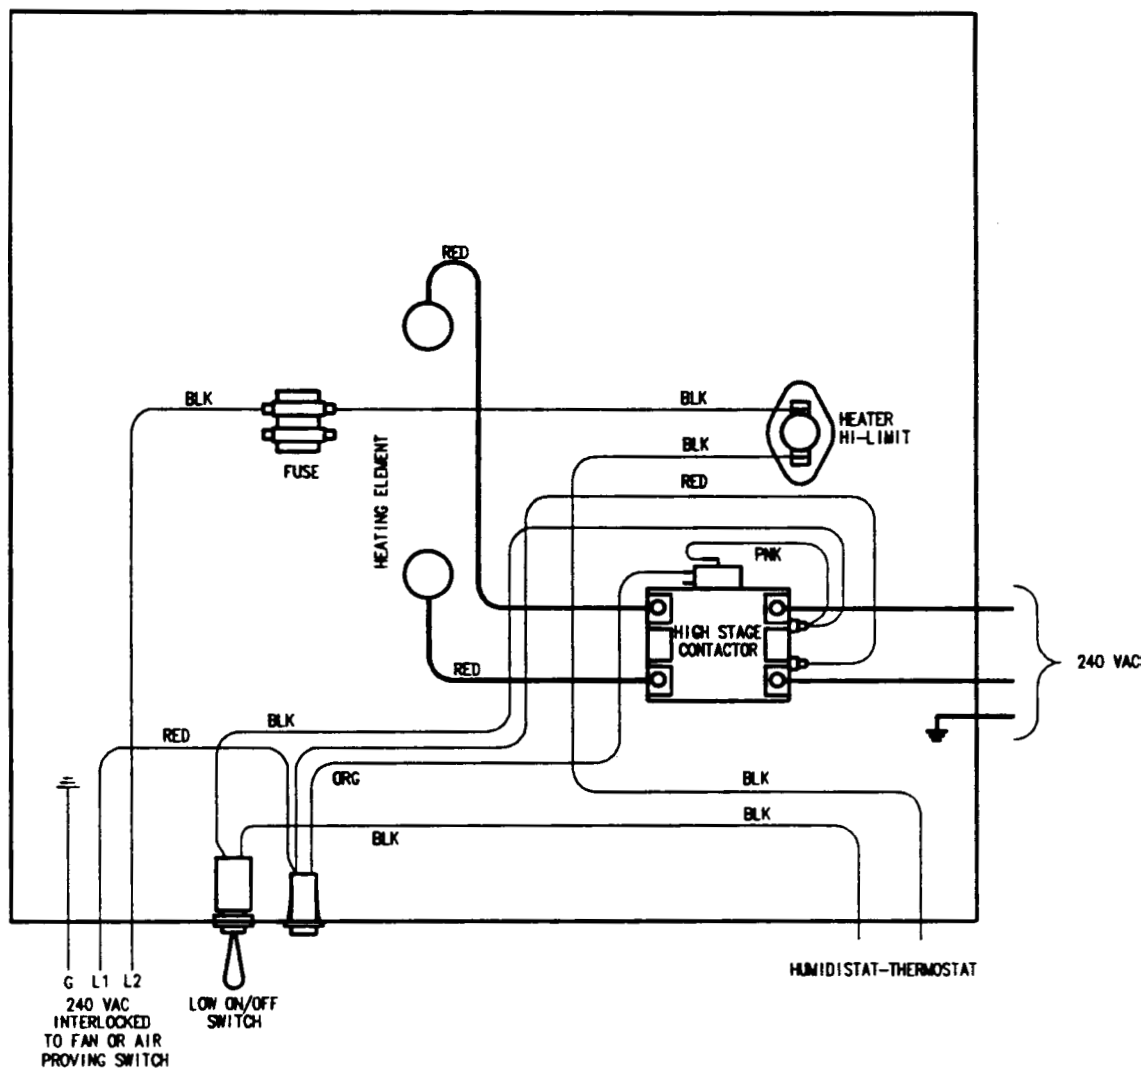 RED
BLK
BLK
HEATER
HI-LIMIT
FUSE
BLK
RED
HEATING ELEMENT
PNK
HIGH STAGE
CONTACTOR
240 VAC
RED
BLK
RED
ORG
BLK
BLK
BLK
HUMIDISTAT-THERMOSTAT
G L1 L2
240 VAC
INTERLOCKED
TO FAN OR AIR
PROVING SWITCH
LOW ON/OFF
SWITCH